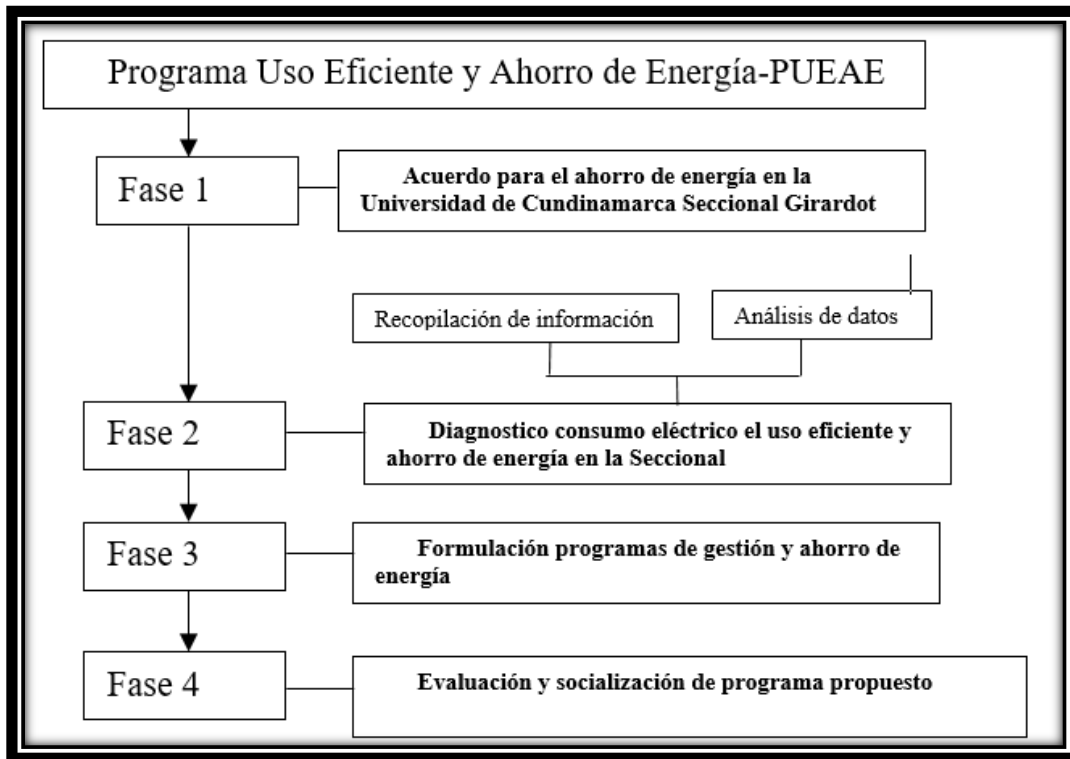 Programa Uso Eficiente y Ahorro de Energía-PUEAE
Fase 1
Acuerdo para el ahorro de energía en la
Universidad de Cundinamarca Seccional Girardot
Recopilación de información
Análisis de datos
Fase 2
Diagnostico consumo eléctrico el uso eficiente y
ahorro de energía en la Seccional
Fase 3
Formulación programas de gestión y ahorro de
energía
Fase 4
Evaluación y socialización de programa propuesto